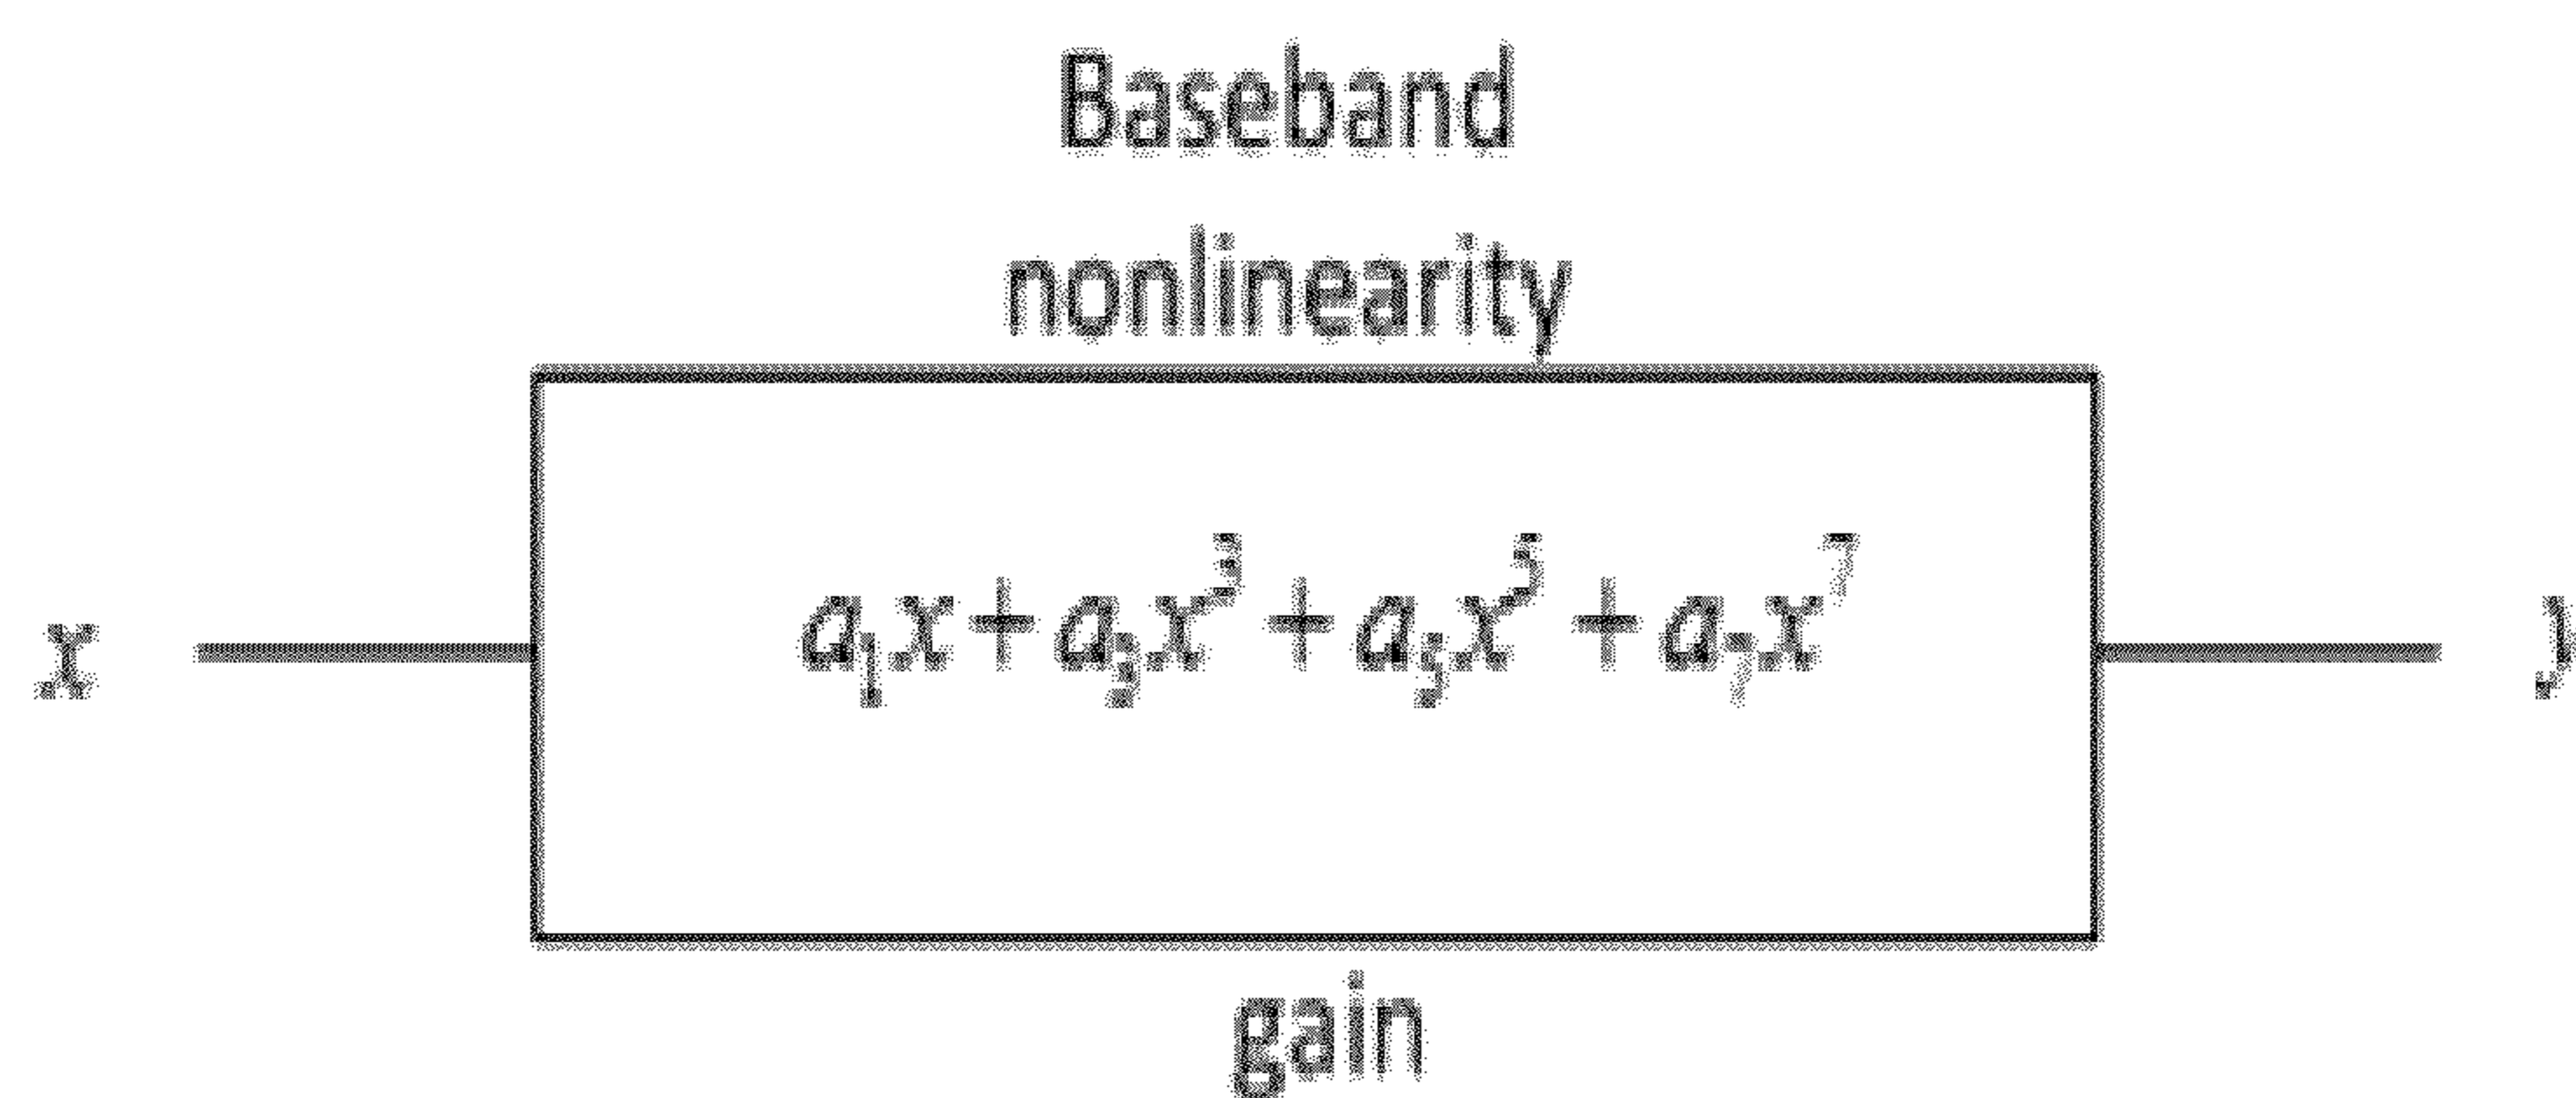 Baseband
nonlinearity
x
a₁x+a₃x³+a₅x⁵+a₇x⁷
y
gain